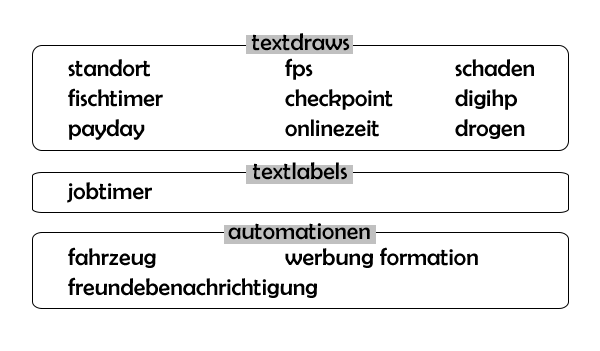 textdraws
standort fps schaden
fischtimer checkpoint digihp
payday onlinezeit drogen
textlabels
jobtimer
automationen
fahrzeug werbung formation
freundebenachrichtigung